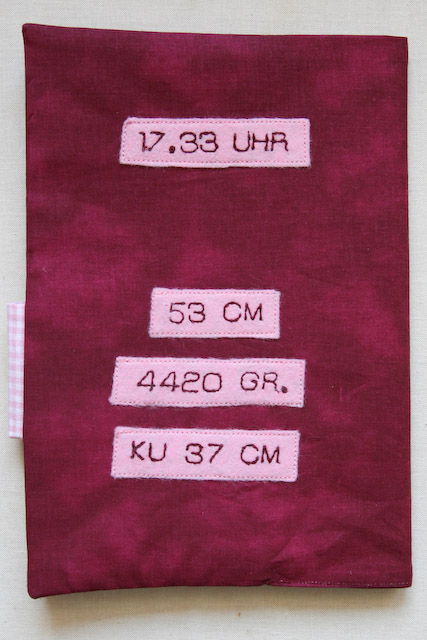 17.33 UHR
53 CM
4420 GR.
KU 37 CM